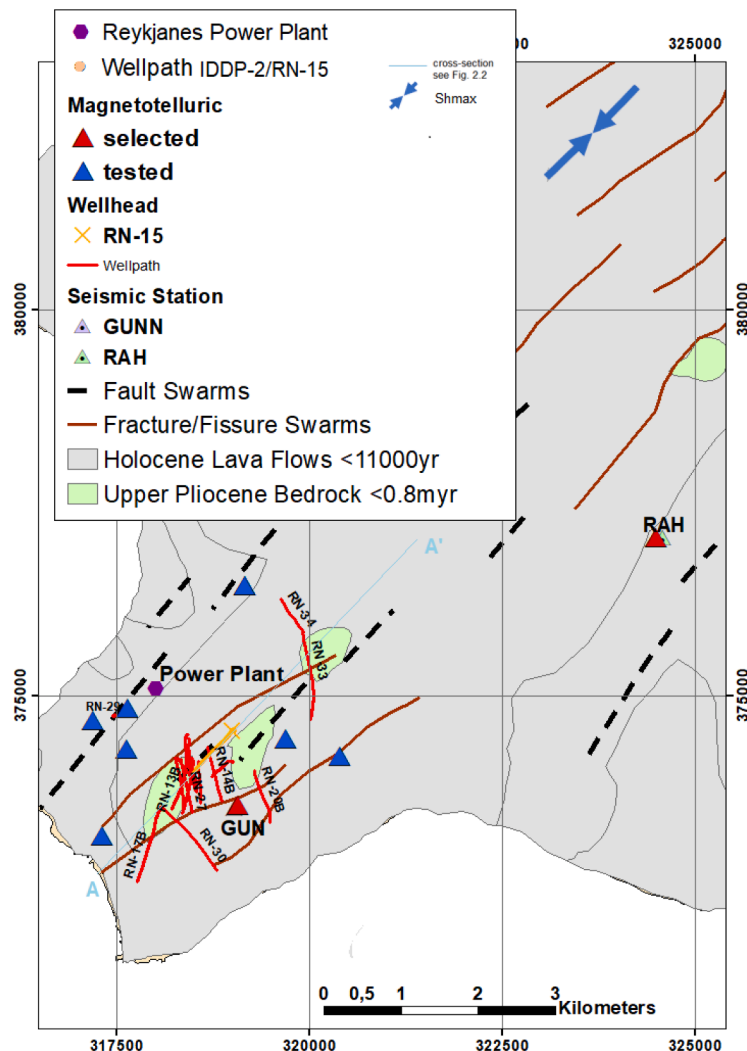 Reykjanes Power Plant
Wellpath IDDP-2/RN-15
cross-section
see Fig. 2.2
Shmax
Magnetotelluric
selected
tested
Wellhead
RN-15
Wellpath
Seismic Station
GUNN
RAH
Fault Swarms
Fracture/Fissure Swarms
Holocene Lava Flows <11000yr
Upper Pliocene Bedrock <0.8myr
325000
380000
380000
RAH
A'
RN-34
RN-33
Power Plant
375000
375000
RN-29
RN-13B
RN-14B
RN-20B
GUN
RN-17B
RN-30
A
0 0,5 1 2 3
Kilometers
317500 320000 322500 325000